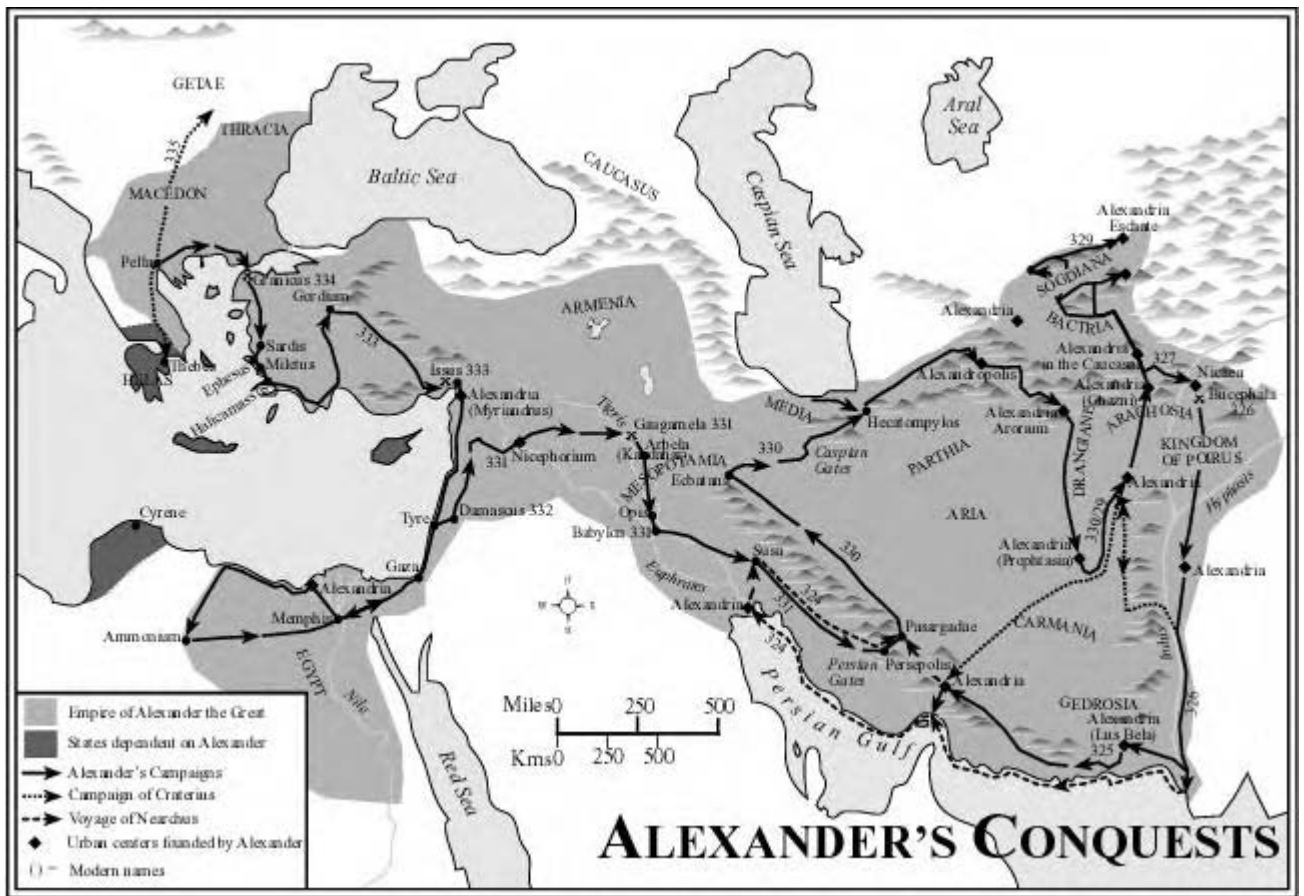 GETAE
THRACIA
335
MACEDON
Baltic Sea
CAUCASUS
Caspian Sea
Aral
Sea
Alexandria
Eschate
329
SOGDIANA
Pella
Granicus 334
Gordium
ARMENIA
Alexandria
BACTRIA
333
Sardis
Miletus
Ephesus
Thebes
HELAS
Halicarnassus
Issus 333
Alexandria
(Myriandrus)
Alexandria
in the Caucasus
327
Alexandropolis
Nicaea
Bucephala
326
Alexandria
(Ghazni)
ARACHOSIA
MEDIA
Hecatompylos
Alexandria
Tigris
Gaugamela 331
Arbela
331
Nicephorium
MESOPOTAMIA
330
Caspian
Gates
PARTHIA
DRANGIANE
KINGDOM
OF POIRUS
Ecbatana
Alexandria
Hyphosis
Cyrene
Tyre
Damascus 332
Opis
Babylon 331
ARIA
330/29
Susa
330
Alexandria
(Prophtasia)
Alexandria
Gaza
Alexandria
Euphrates
Alexandria
324
331
Memphis
Ammonium
324
Pasargadae
Persepolis
Persian
Gates
CARMANIA
Indus
EGYPT
Nile
Alexandria
Persian Gulf
GEDROSIA
326
Alexandria
(Las Bela)
325
N
W E
S
Miles 0 250 500
Kms 0 250 500
Red Sea
Empire of Alexander the Great
States dependent on Alexander
Alexander's Campaigns
Campaign of Craterius
Voyage of Nearchus
Urban centers founded by Alexander
() = Modern names
ALEXANDER'S CONQUESTS